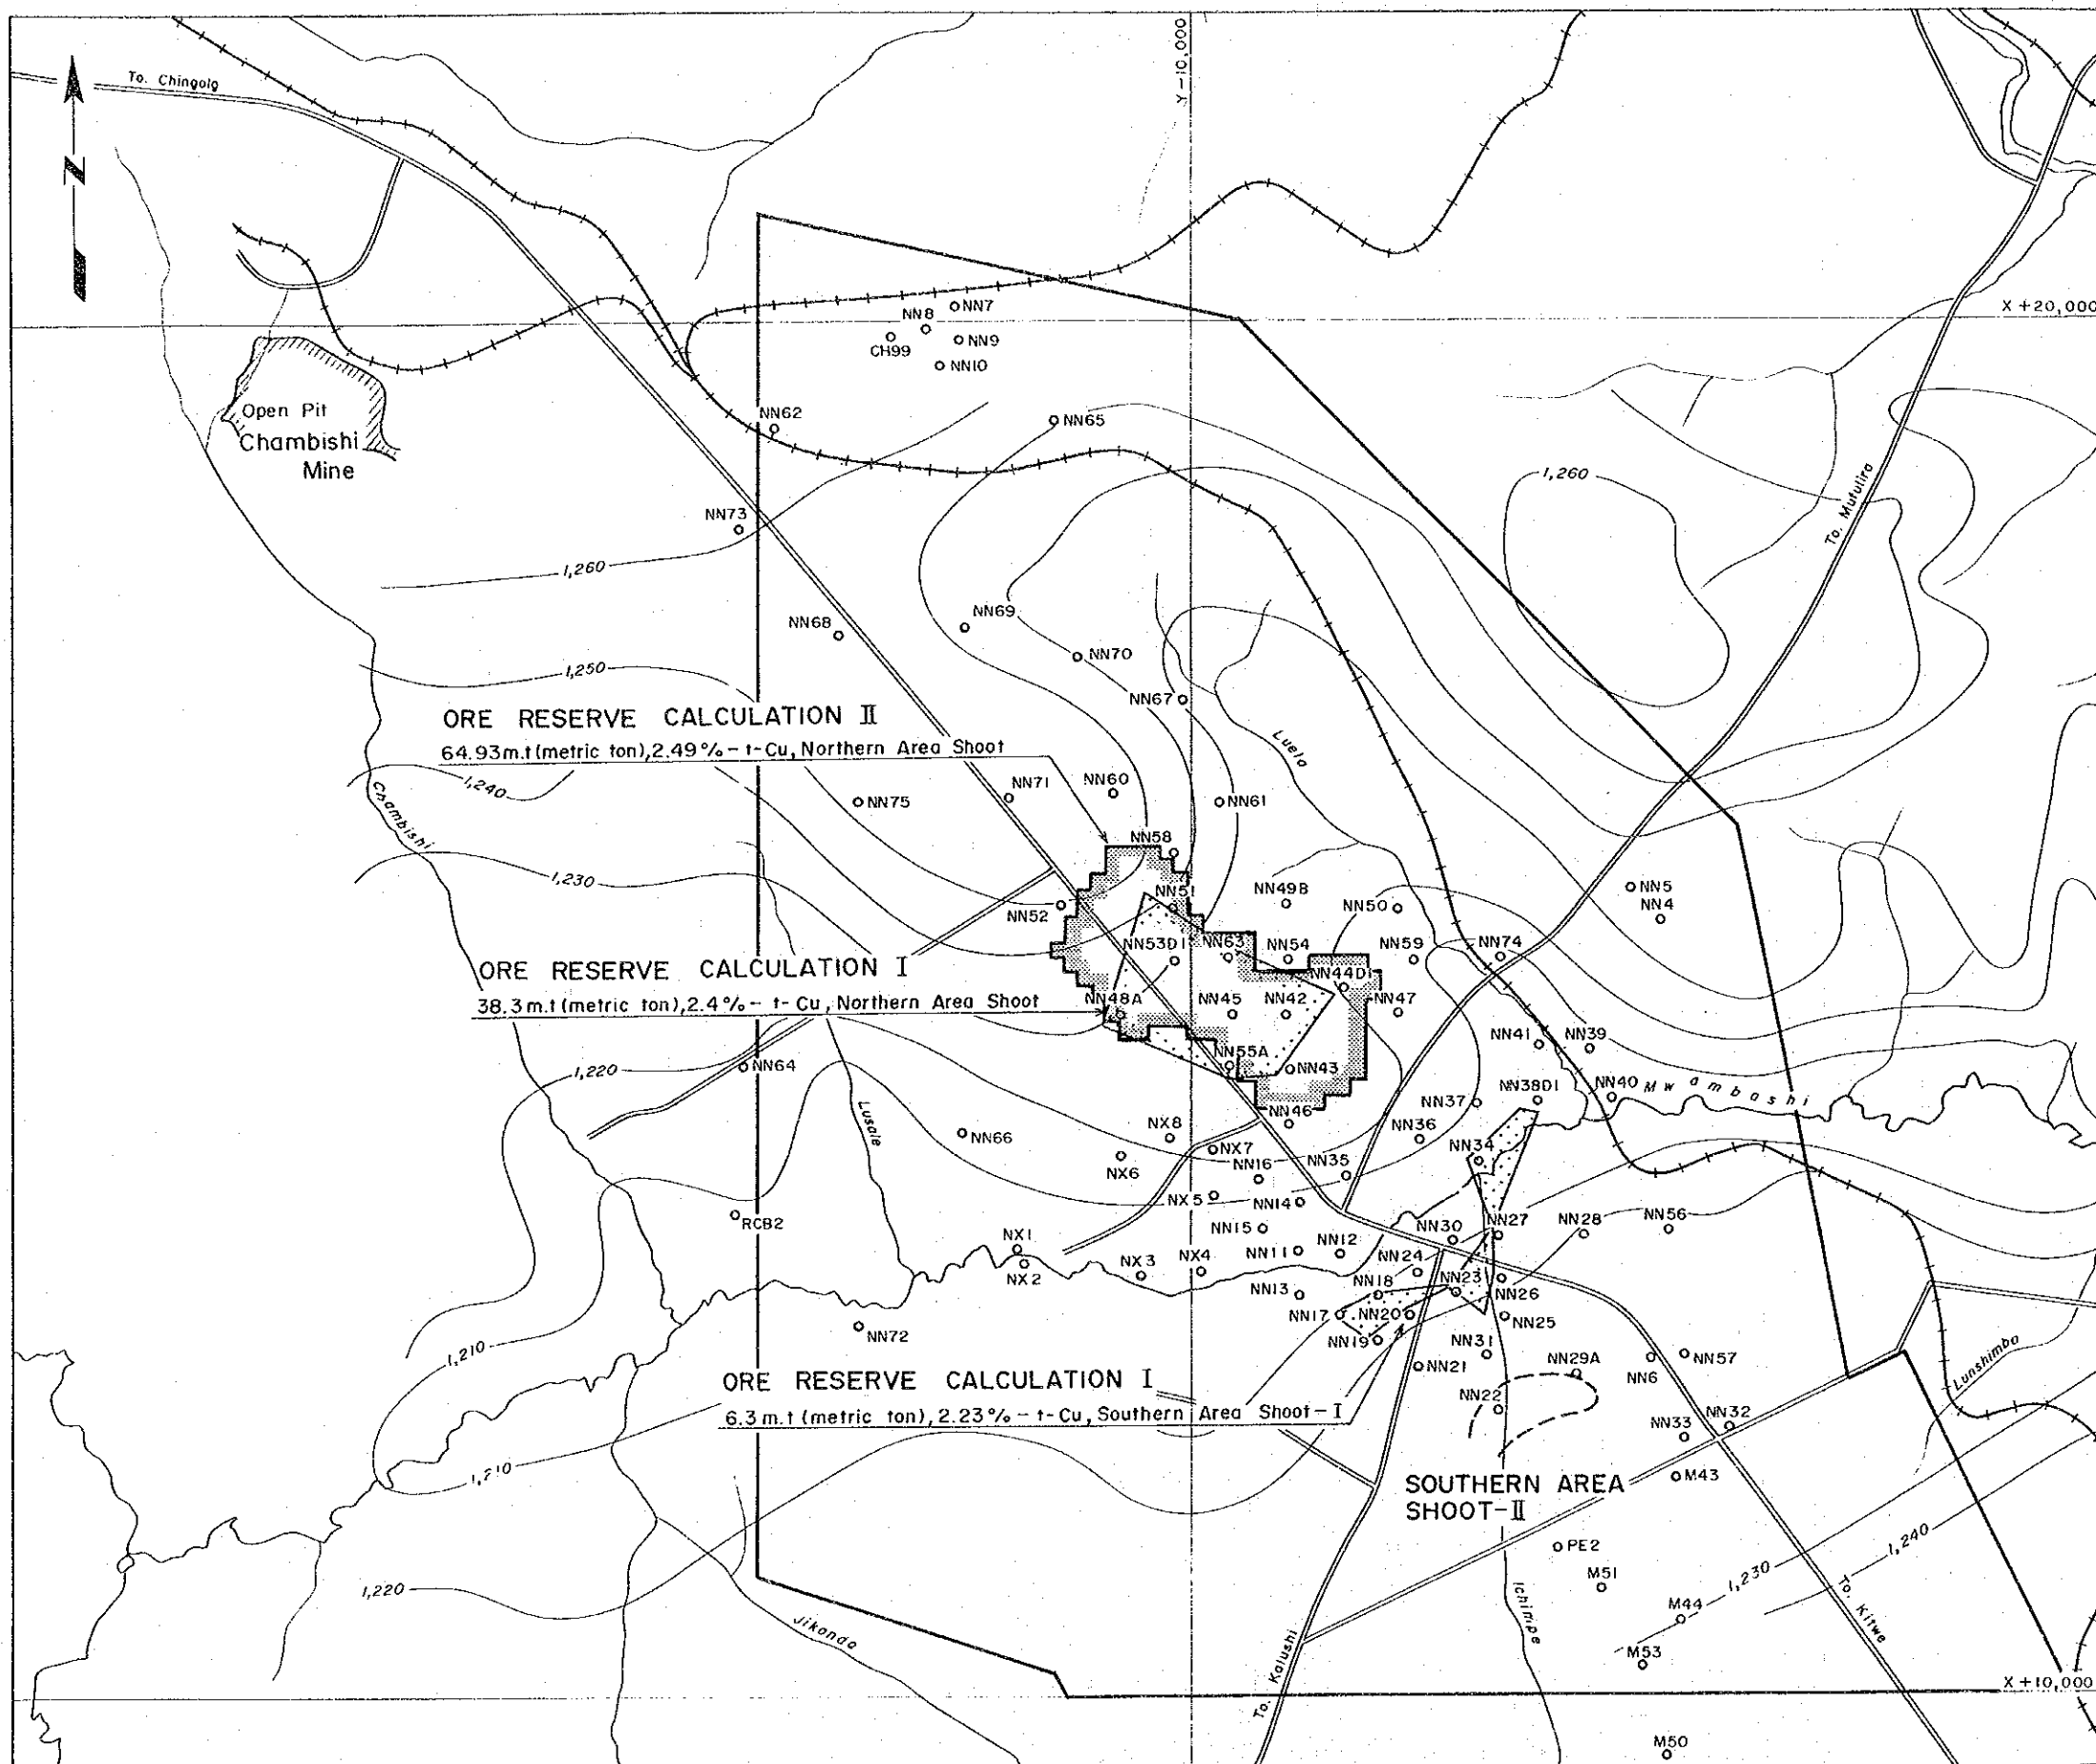 N
To. Chingolg
Y-10,000
X+20,000
NN7
NN8
CH99
NN9
NN10
Open Pit
Chambishi
Mine
NN62
NN65
1,260
To. Mufulira
NN73
1,260
NN69
NN68
1,250
NN70
NN67
ORE RESERVE CALCULATION II
64.93m.t(metric ton),2.49%-t-Cu, Northern Area Shoot
Luela
1,240
Chambishi
NN75
NN71
NN60
NN61
NN58
1,230
NN51
NN49B
NN50
NN5
NN4
NN52
NN53D1
NN63
NN54
NN59
NN74
ORE RESERVE CALCULATION I
38.3m.t(metric ton),2.4%-t-Cu, Northern Area Shoot
NN44D1
NN48A
NN45
NN42
NN47
NN41
NN39
NN55A
NN43
1,220
NN64
NN38D1
NN40
Mwambashi
NN37
NN46
NN36
Lusale
NN66
NX8
NX7
NX6
NN16
NN35
NN34
NX5
NN14
RCB2
NN15
NN30
NN27
NN28
NN56
NX1
NX2
NX3
NX4
NN11
NN12
NN24
NN13
NN18
NN23
NN26
NN17
NN20
NN25
NN19
NN72
1,210
NN31
NN21
NN29A
NN6
NN57
Lunshimba
ORE RESERVE CALCULATION I
6.3m.t(metric ton),2.23%-t-Cu, Southern Area Shoot-I
NN22
NN33
NN32
1,210
M43
SOUTHERN AREA
SHOOT-II
PE2
1,240
1,220
M51
1,230
To. Kitwe
Ichimpe
M44
Jikondo
M53
To. Kalushi
X+10,000
M50